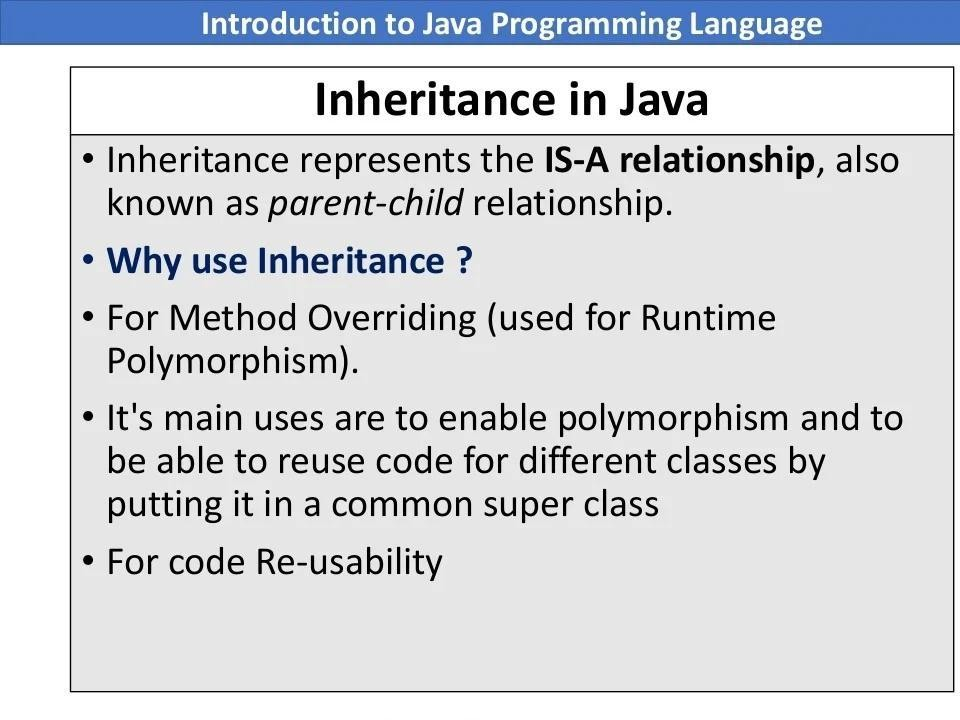 Introduction to Java Programming Language
Inheritance in Java
• Inheritance represents the IS-A relationship, also
known as parent-child relationship.
• Why use Inheritance ?
• For Method Overriding (used for Runtime
Polymorphism).
• It's main uses are to enable polymorphism and to
be able to reuse code for different classes by
putting it in a common super class
• For code Re-usability